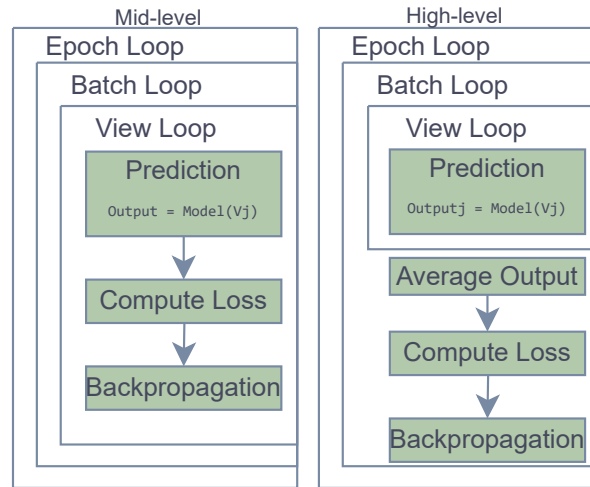 Mid-level
Epoch Loop
Batch Loop
View Loop
Prediction
Output = Model(Vj)
Compute Loss
Backpropagation
High-level
Epoch Loop
Batch Loop
View Loop
Prediction
Outputj = Model(Vj)
Average Output
Compute Loss
Backpropagation